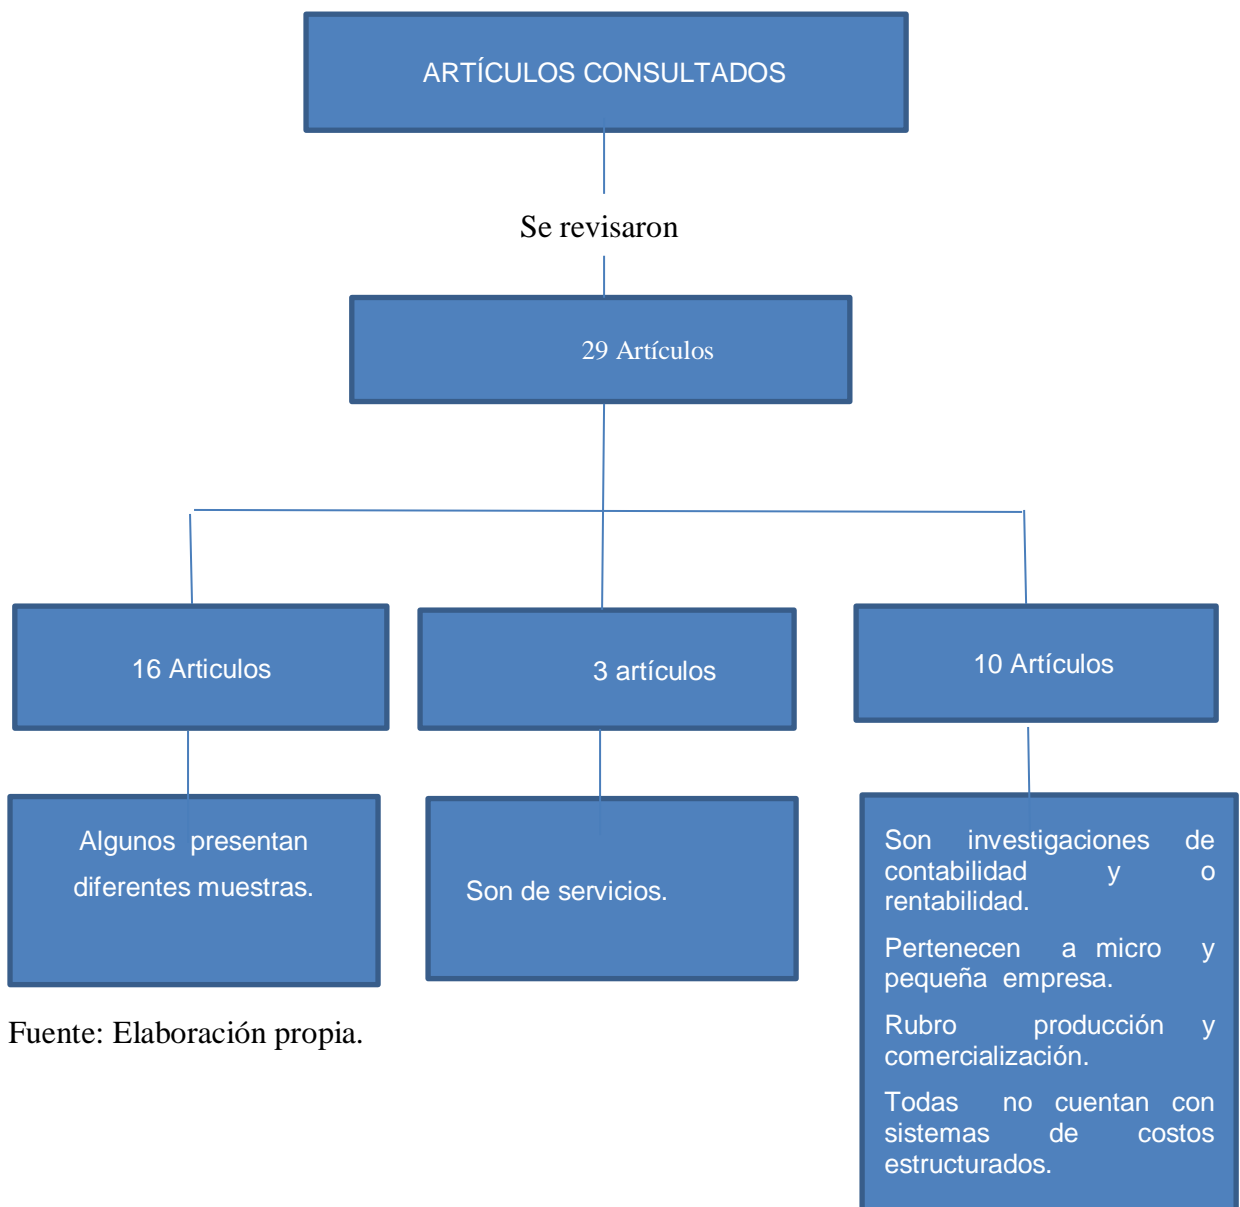 ARTÍCULOS CONSULTADOS
Se revisaron
29 Artículos
16 Articulos
3 artículos
10 Artículos
Algunos presentan
diferentes muestras.
Son de servicios.
Son investigaciones de
contabilidad y o
rentabilidad.
Pertenecen a micro y
pequeña empresa.
Rubro producción y
comercialización.
Todas no cuentan con
sistemas de costos
estructurados.
Fuente: Elaboración propia.